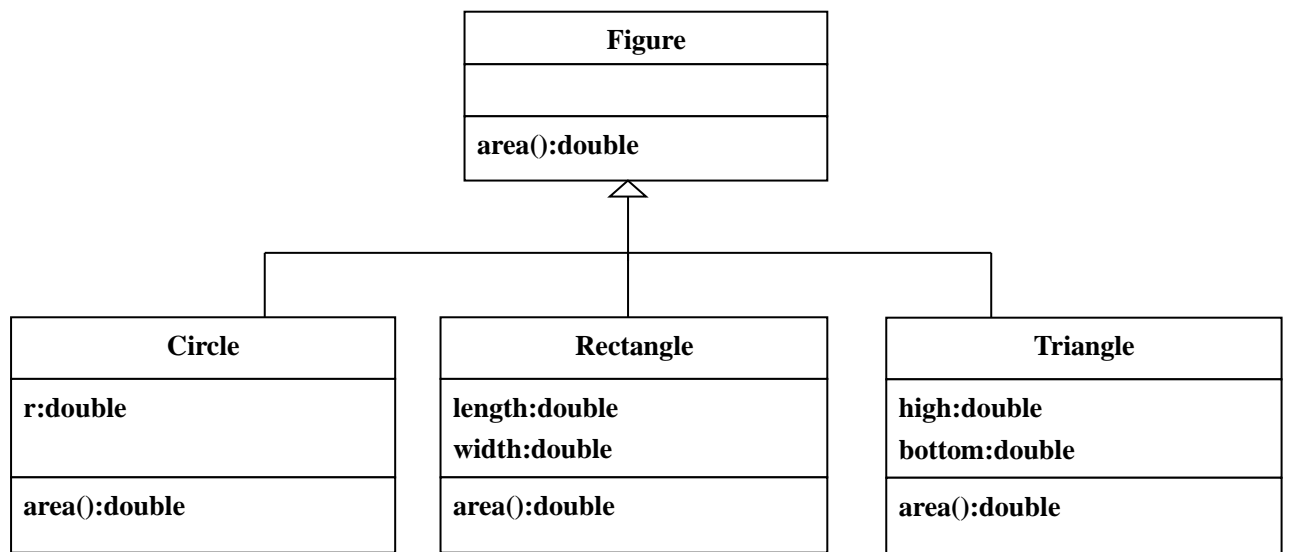 Figure
area():double
Circle
r:double
area():double
Rectangle
length:double
width:double
area():double
Triangle
high:double
bottom:double
area():double